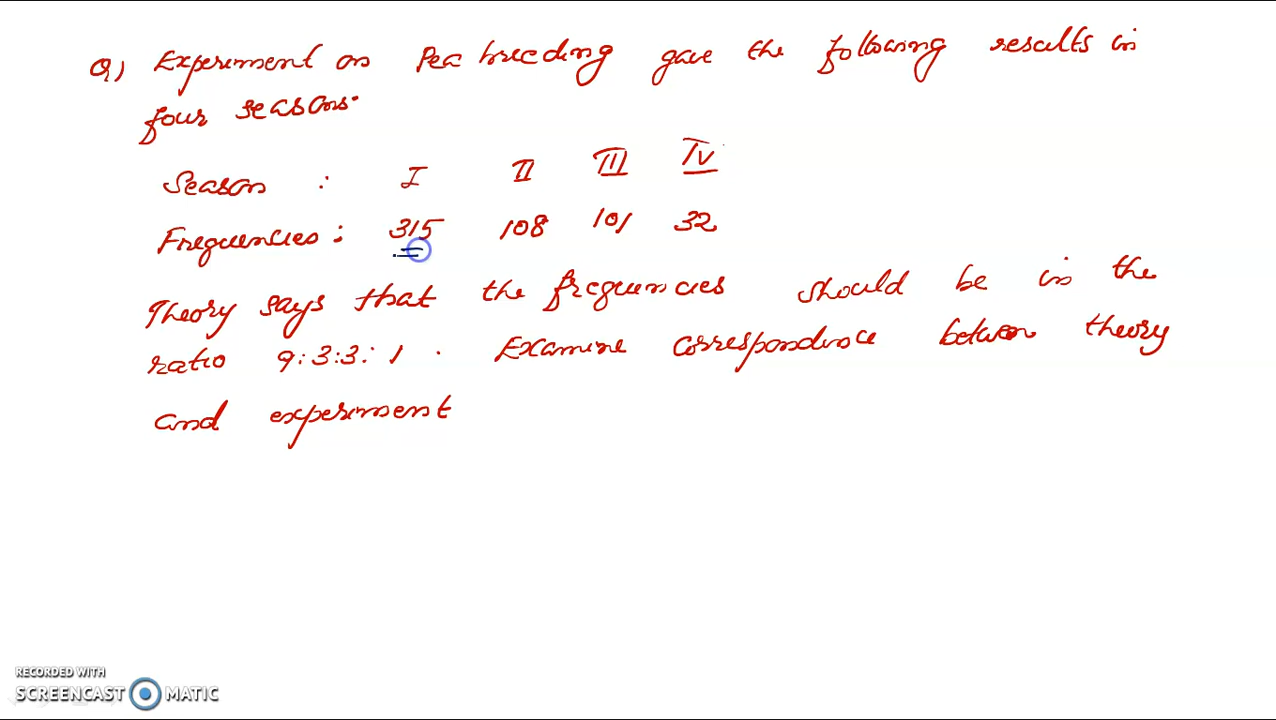 Q) Experiment on Pea breeding gave the following results in
four seasons.
Season : I II III IV
Frequencies : 315 108 101 32
Theory says that the frequencies should be in the
ratio 9:3:3:1 . Examine correspondence between theory
and experiment
RECORDED WITH
SCREENCAST MATIC